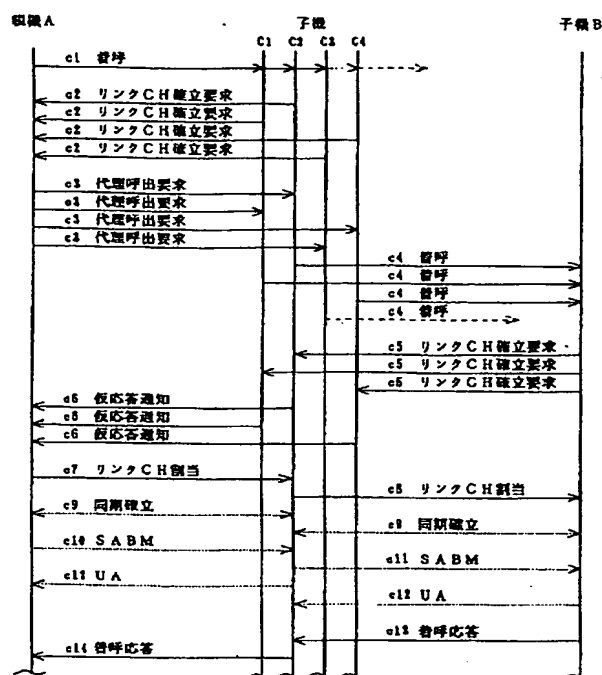 親機A 子機 子機B
C1 C2 C3 C4
c1 着呼
c2 リンクCH確立要求
c2 リンクCH確立要求
c2 リンクCH確立要求
c2 リンクCH確立要求
c3 代理呼出要求
c3 代理呼出要求
c3 代理呼出要求
c3 代理呼出要求
c4 着呼
c4 着呼
c4 着呼
c4 着呼
c5 リンクCH確立要求
c5 リンクCH確立要求
c5 リンクCH確立要求
c6 仮応答通知
c6 仮応答通知
c6 仮応答通知
c7 リンクCH割当
c8 リンクCH割当
c9 同期確立
c9 同期確立
c10 SABM
c11 SABM
c13 UA
c12 UA
c13 着呼応答
c14 着呼応答